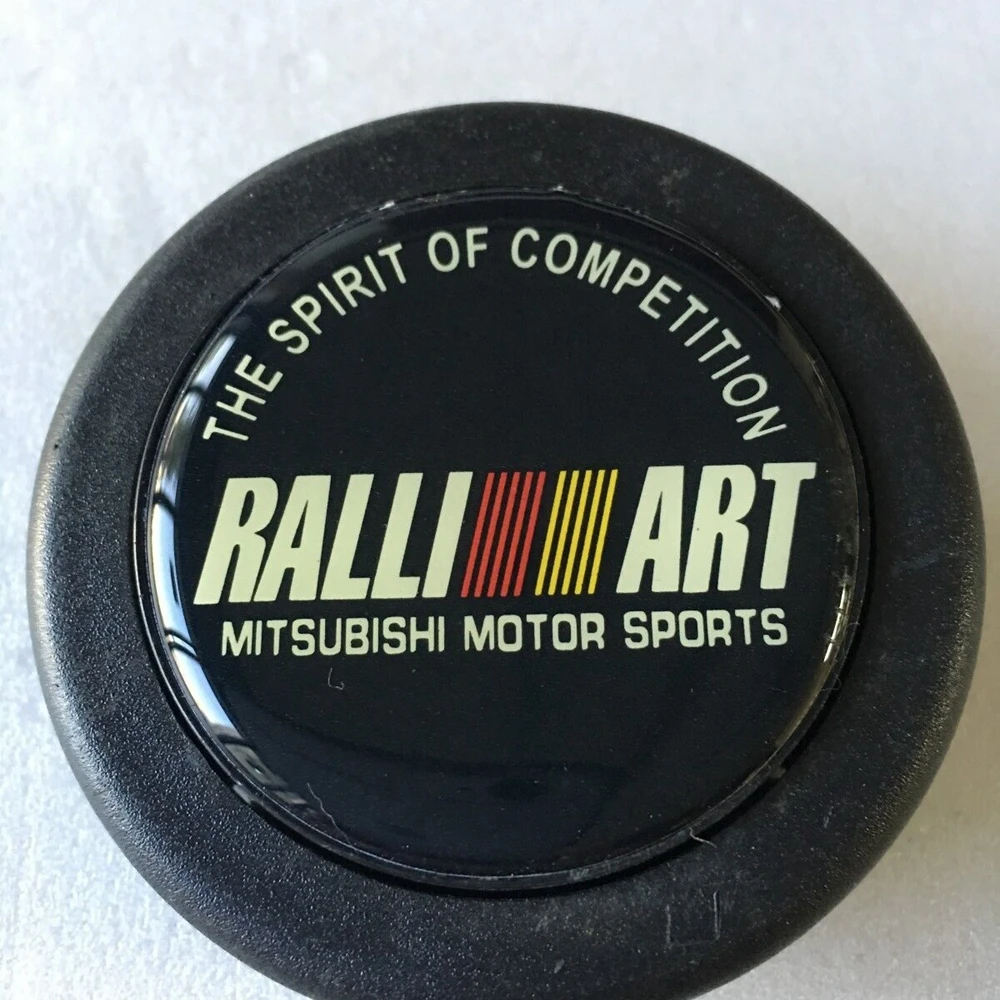 THE SPIRIT OF COMPETITION
RALLI ART
MITSUBISHI MOTOR SPORTS